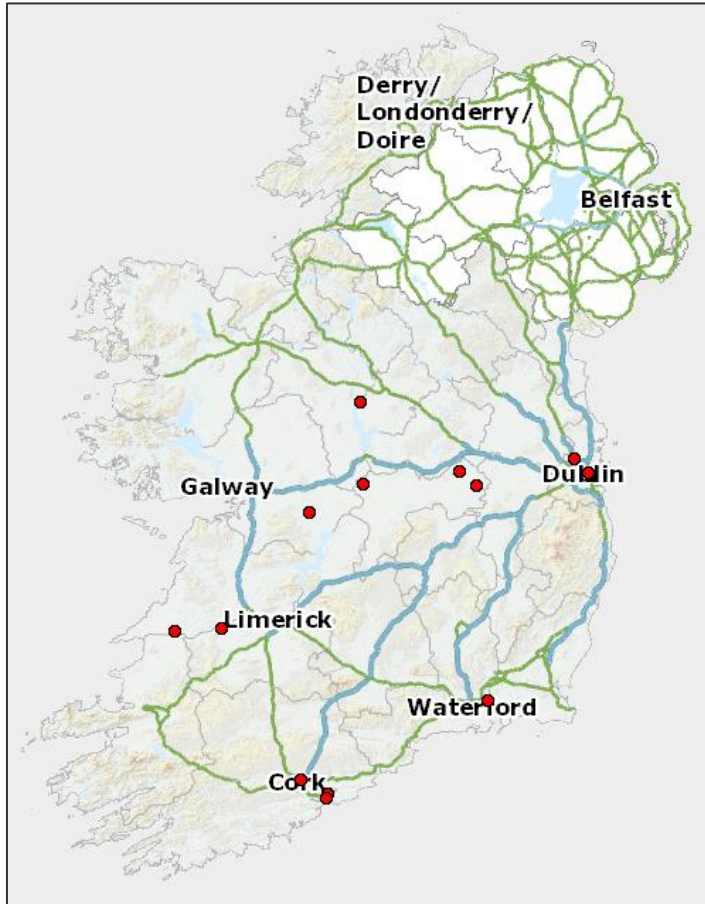 Derry/
Londonderry/
Doire
Belfast
Galway
Dublin
Limerick
Waterford
Cork